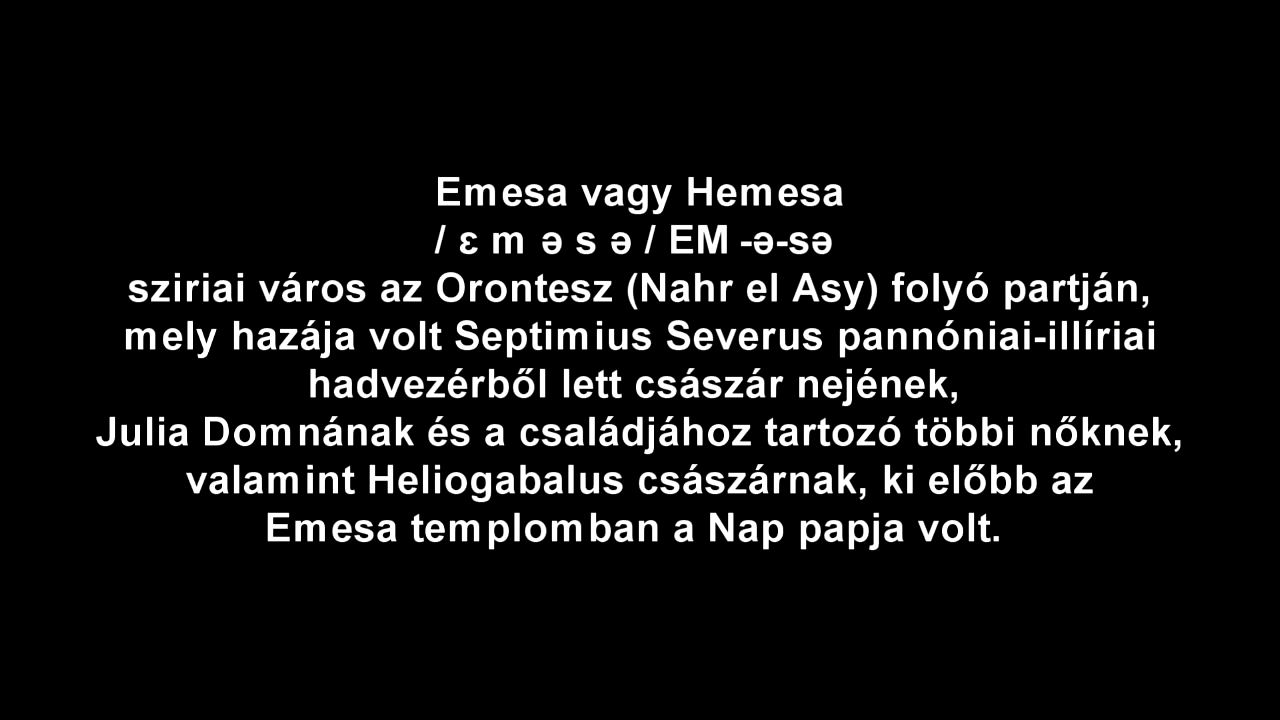 Emesa vagy Hemesa
/ ɛ m ə s ə / EM -ə-sə
sziriai város az Orontesz (Nahr el Asy) folyó partján,
mely hazája volt Septimius Severus pannóniai-illíriai
hadvezérből lett császár nejének,
Julia Domnának és a családjához tartozó többi nőknek,
valamint Heliogabalus császárnak, ki előbb az
Emesa templomban a Nap papja volt.